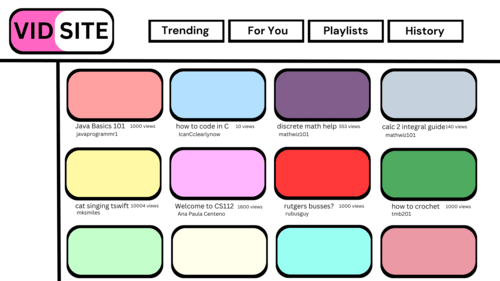 VID SITE
Trending For You Playlists History
Java Basics 101 1000 views how to code in C 10 views discrete math help 553 views calc 2 integral guide 140 views
javaprogrammr1 IcanCclearlynow mathwiz101 mathwiz101
cat singing tswift 10004 views Welcome to CS112 1600 views rutgers busses? 1000 views how to crochet 1000 views
mksmiles Ana Paula Centeno rubusguy tmb201